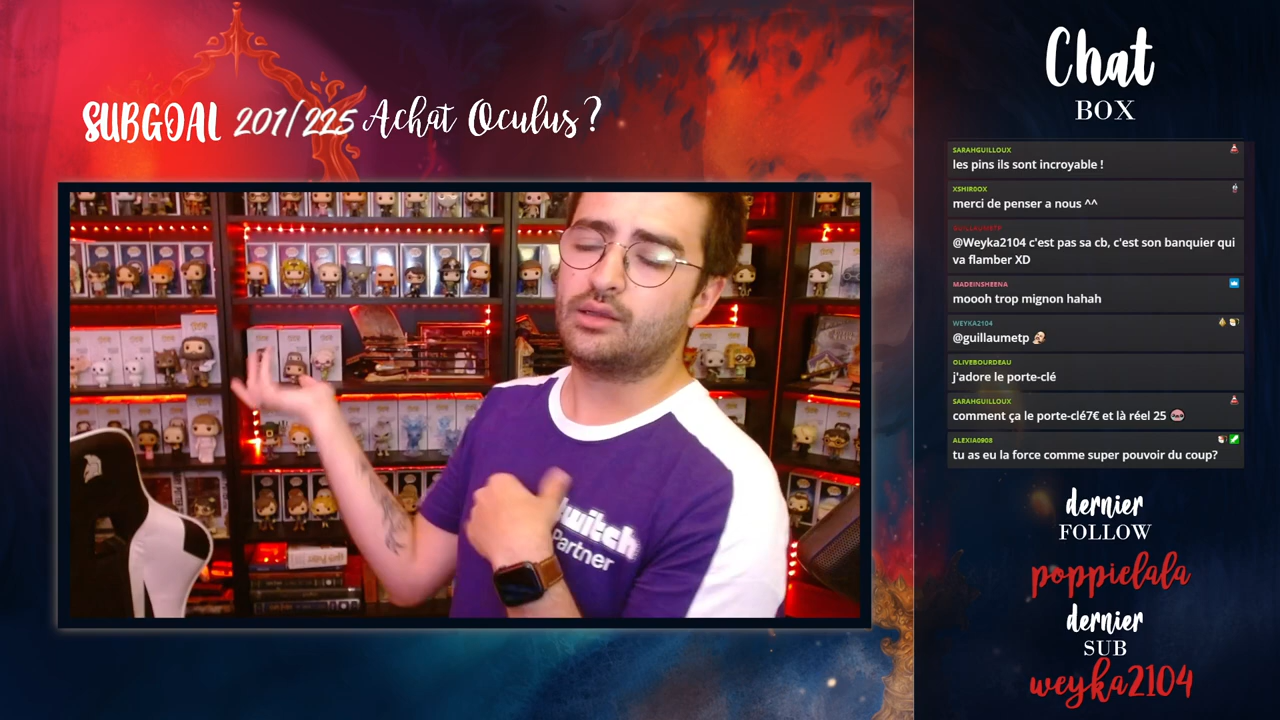 SUBGOAL 201/225 Achat Oculus ?
Twitch
Partner
Chat
BOX
SARAHGUILLOUX
les pins ils sont incroyable !
XSHIR0OX
merci de penser a nous ^^
GUILLAUMETP
@Weyka2104 c'est pas sa cb, c'est son banquier qui
va flamber XD
MADEINSHEENA
moooh trop mignon hahah
WEYKA2104
@guillaumetp
OLIVEBOURDEAU
j'adore le porte-clé
SARAHGUILLOUX
comment ça le porte-clé7€ et là réel 25
ALEXIA0908
tu as eu la force comme super pouvoir du coup?
dernier
FOLLOW
poppielala
dernier
SUB
weyka2104